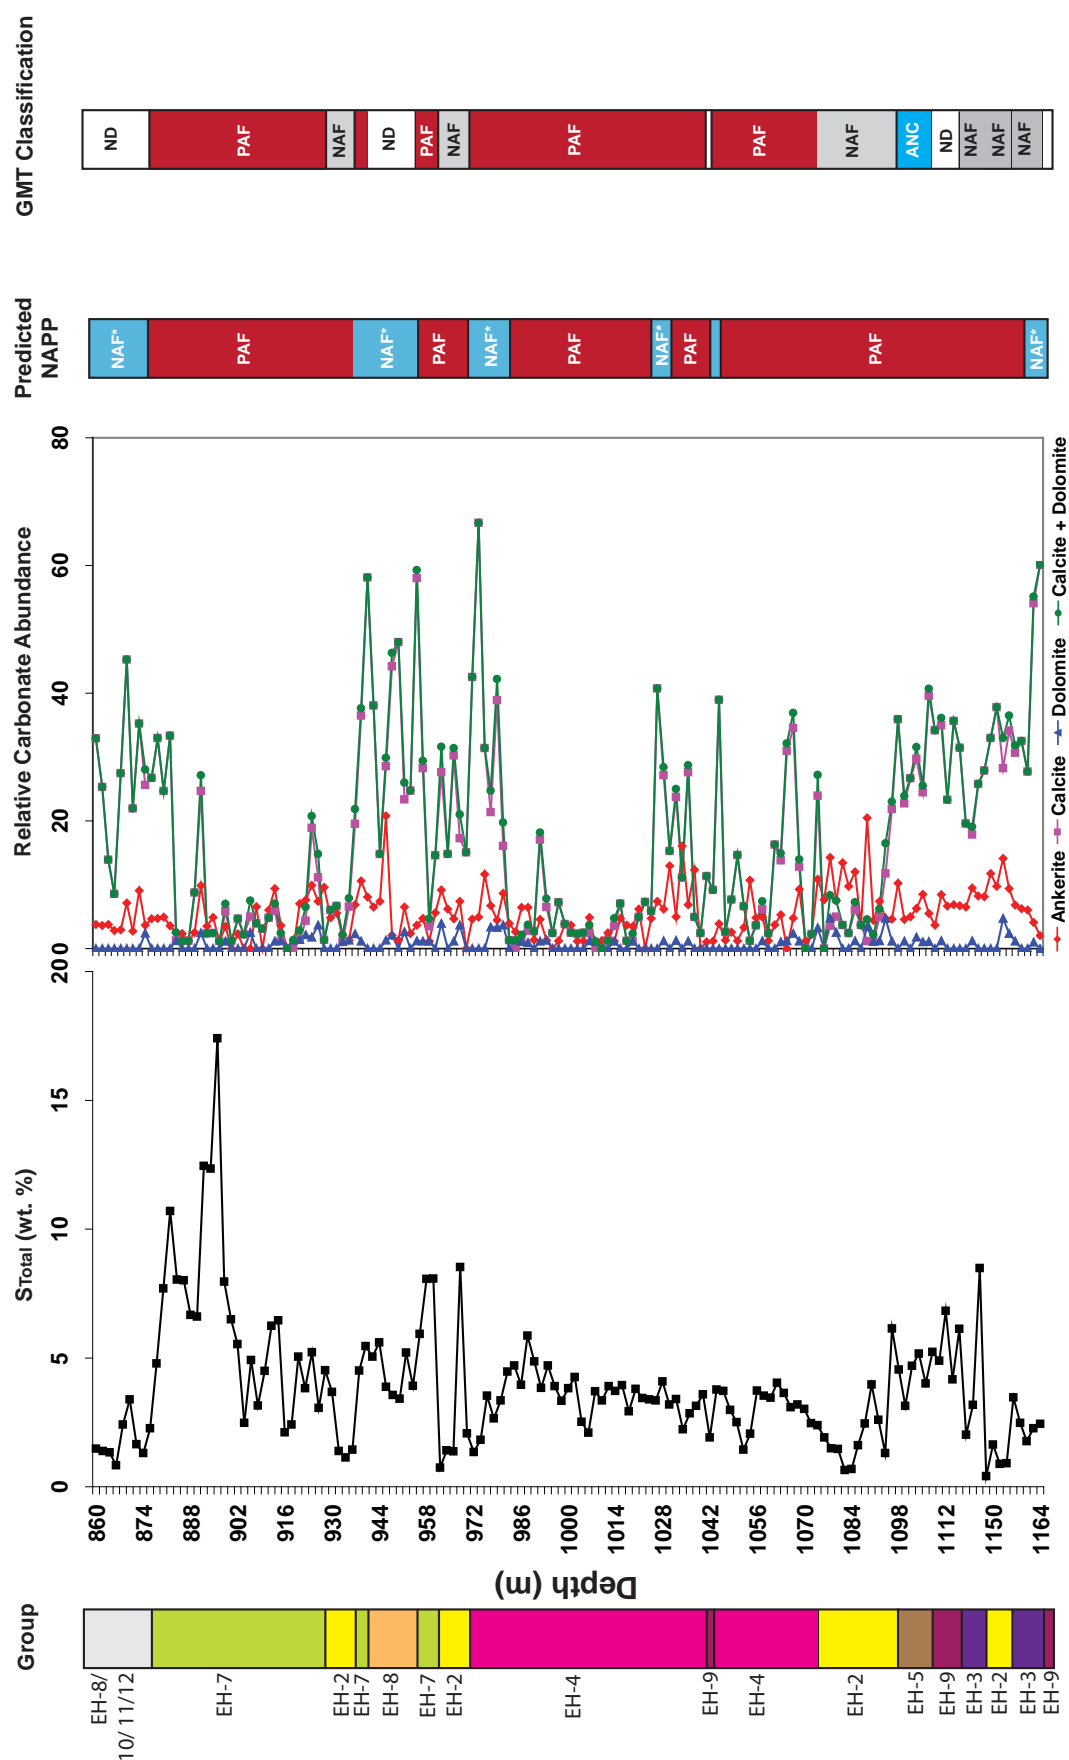 GMT Classification
ND
PAF
NAF
ND
PAF
NAF
PAF
PAF
NAF
ANC
ND
NAF
NAF
NAF
Predicted
NAPP
NAF*
PAF
NAF*
PAF
NAF*
PAF
NAF*
PAF
PAF
NAF*
Relative Carbonate Abundance
0
20
40
60
80
Ankerite
Calcite
Dolomite
Calcite + Dolomite
STotal (wt. %)
0
5
10
15
20
860
874
888
902
916
930
944
958
972
986
1000
1014
1028
1042
1056
1070
1084
1098
1112
1150
1164
Depth (m)
Group
EH-8/
10/ 11/12
EH-7
EH-2
EH-7
EH-8
EH-7
EH-2
EH-4
EH-9
EH-4
EH-2
EH-5
EH-9
EH-3
EH-2
EH-3
EH-9